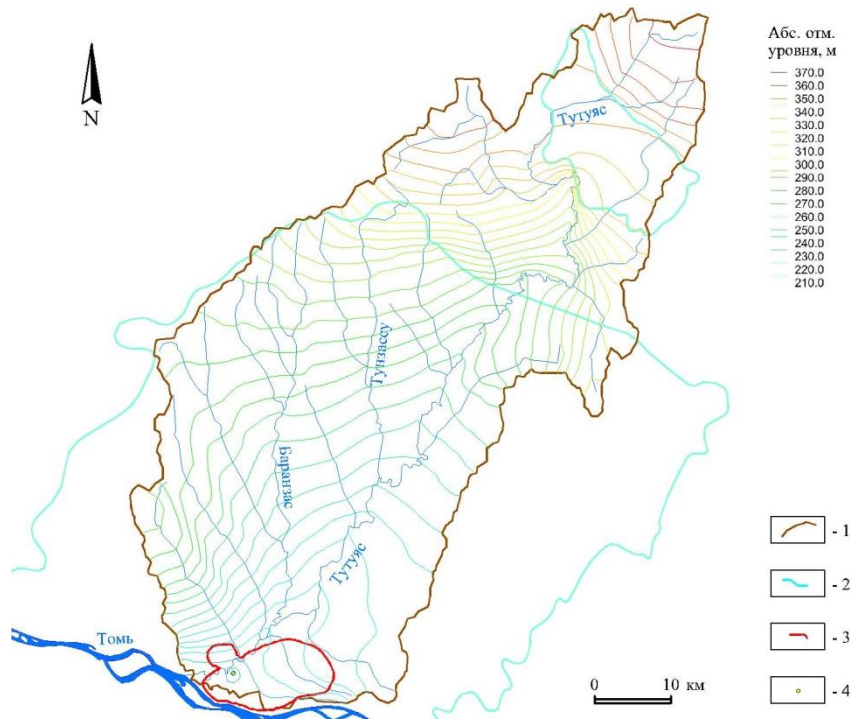 Абс. отм.
уровня, м
370.0
360.0
350.0
340.0
330.0
320.0
310.0
300.0
290.0
280.0
270.0
260.0
250.0
240.0
230.0
220.0
210.0
N
Тутуяс
Тунзассу
Баранзас
Тутуяс
Томь
0 10 км
- 1
- 2
- 3
- 4